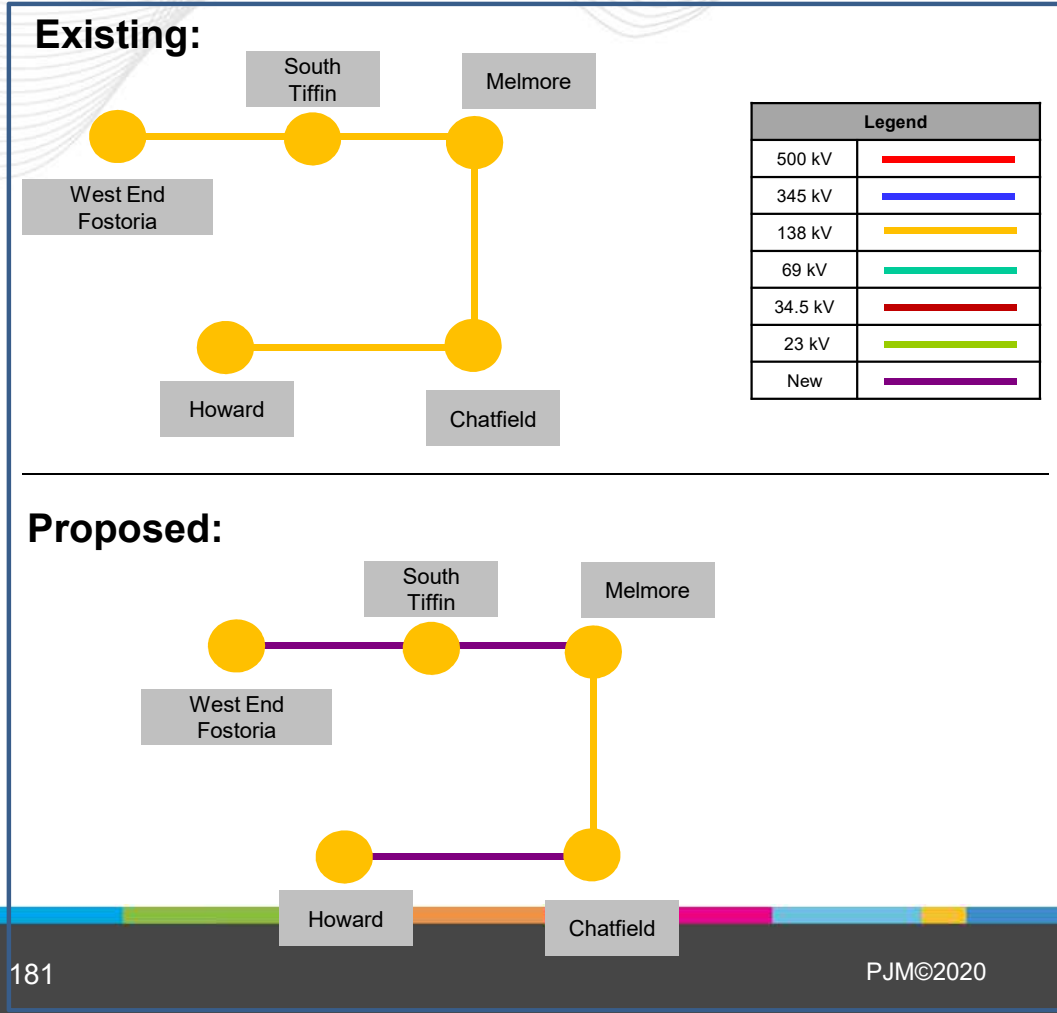 Existing:
South
Tiffin
Melmore
West End
Fostoria
Howard
Chatfield
Legend
500 kV
345 kV
138 kV
69 kV
34.5 kV
23 kV
New
Proposed:
South
Tiffin
Melmore
West End
Fostoria
Howard
Chatfield
181
PJM©2020